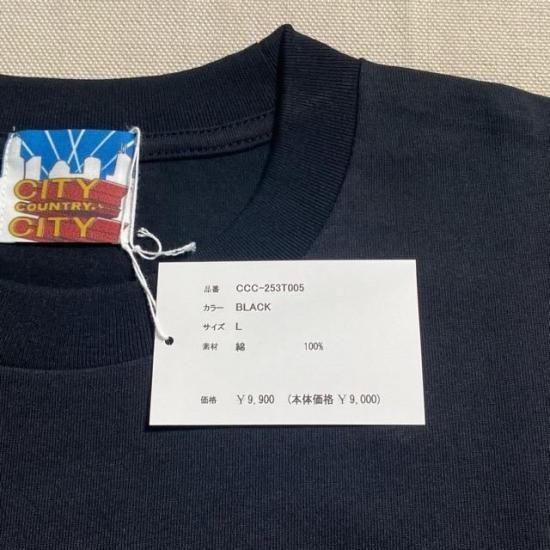 CITY
COUNTRY
CITY
品番 CCC-253T005
カラー BLACK
サイズ L
素材 綿 100%
価格 ￥9,900 (本体価格 ￥9,000)